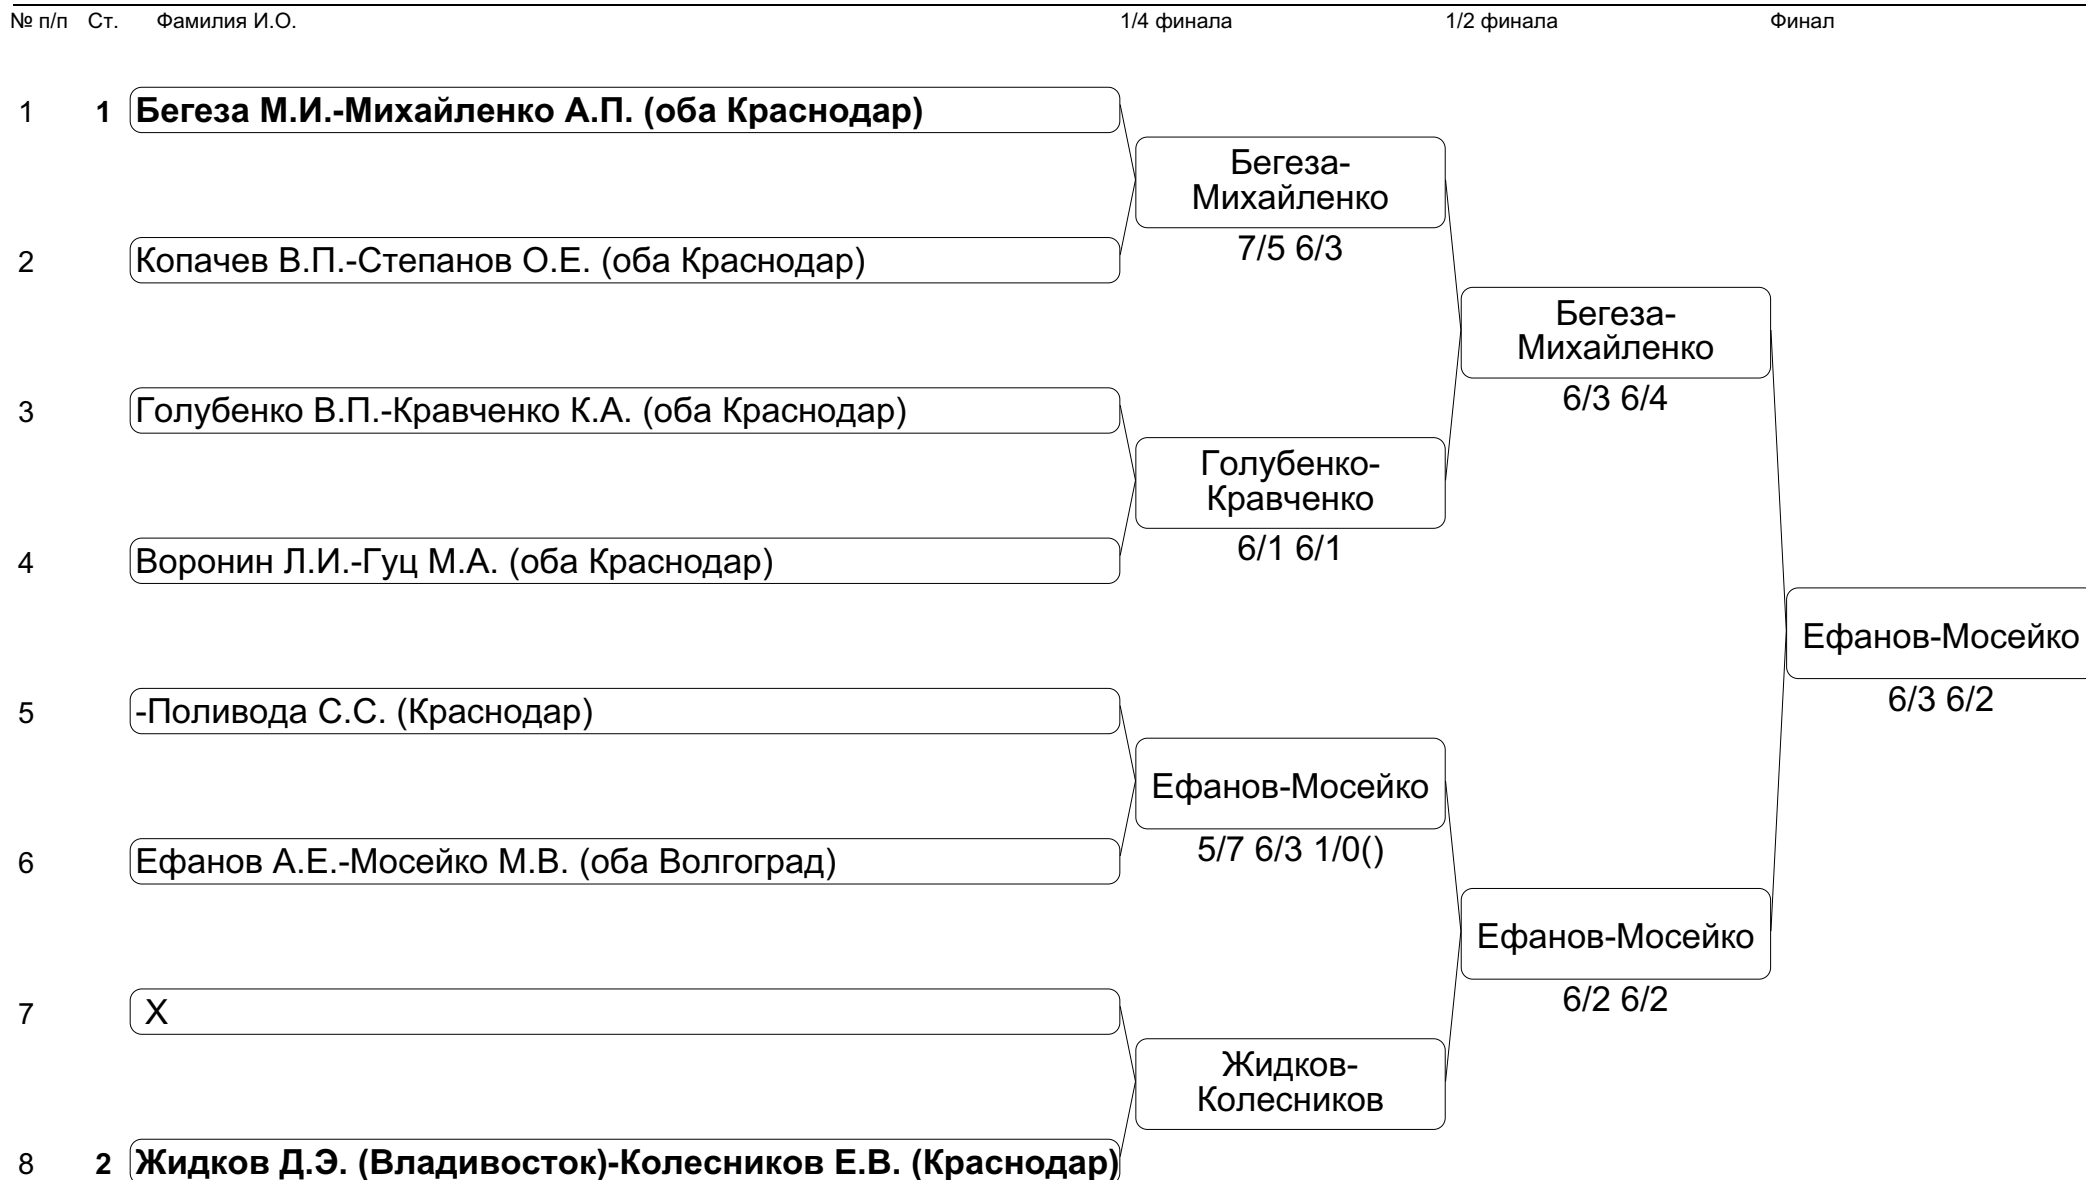 № п/п Ст. Фамилия И.О. 1/4 финала 1/2 финала Финал
1 1 Бегеза М.И.-Михайленко А.П. (оба Краснодар)
Бегеза-
Михайленко
7/5 6/3
2 Копачев В.П.-Степанов О.Е. (оба Краснодар)
Бегеза-
Михайленко
6/3 6/4
3 Голубенко В.П.-Кравченко К.А. (оба Краснодар)
Голубенко-
Кравченко
6/1 6/1
4 Воронин Л.И.-Гуц М.А. (оба Краснодар)
Ефанов-Мосейко
6/3 6/2
5 -Поливода С.С. (Краснодар)
Ефанов-Мосейко
5/7 6/3 1/0()
6 Ефанов А.Е.-Мосейко М.В. (оба Волгоград)
Ефанов-Мосейко
6/2 6/2
7 X
Жидков-
Колесников
8 2 Жидков Д.Э. (Владивосток)-Колесников Е.В. (Краснодар)